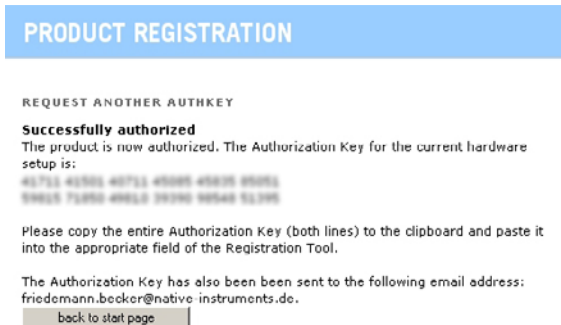 PRODUCT REGISTRATION
REQUEST ANOTHER AUTHKEY
Successfully authorized
The product is now authorized. The Authorization Key for the current hardware
setup is:
Please copy the entire Authorization Key (both lines) to the clipboard and paste it
into the appropriate field of the Registration Tool.
The Authorization Key has also been been sent to the following email address:
friedemann.becker@native-instruments.de.
back to start page